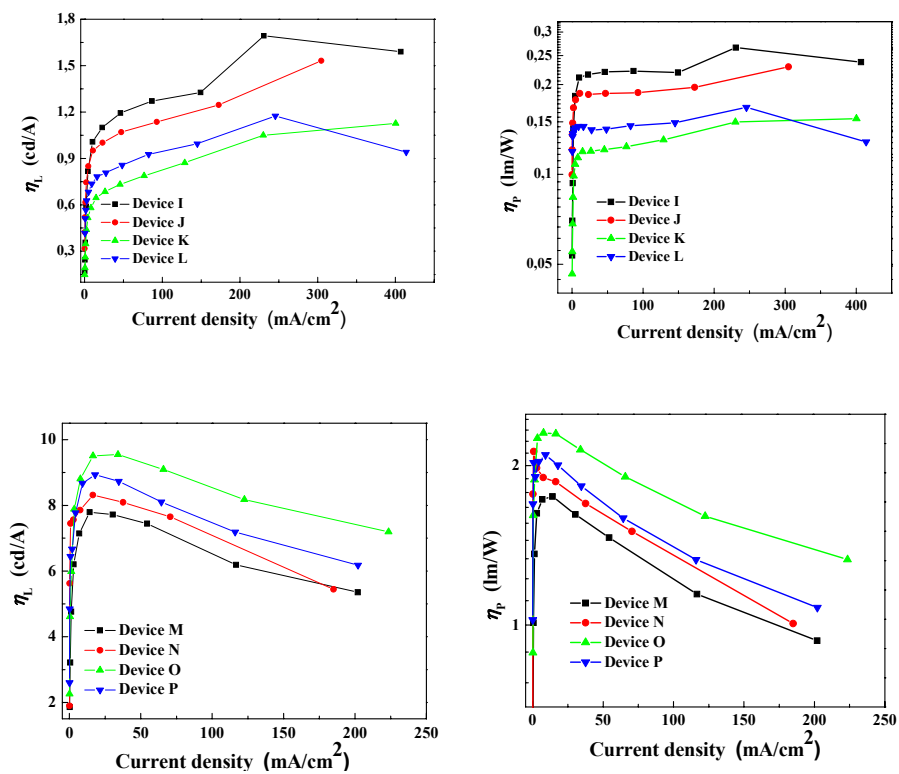 1,8
1,5
1,2
0,9
0,6
0,3
η_L (cd/A)
Device I
Device J
Device K
Device L
0 100 200 300 400
Current density (mA/cm²)
0,25
0,2
0,15
0,1
0,05
η_P (lm/W)
Device I
Device J
Device K
Device L
0 100 200 300 400
Current density (mA/cm²)
10
8
6
4
2
η_L (cd/A)
Device M
Device N
Device O
Device P
0 50 100 150 200 250
Current density (mA/cm²)
2
1
η_P (lm/W)
Device M
Device N
Device O
Device P
0 50 100 150 200 250
Current density (mA/cm²)